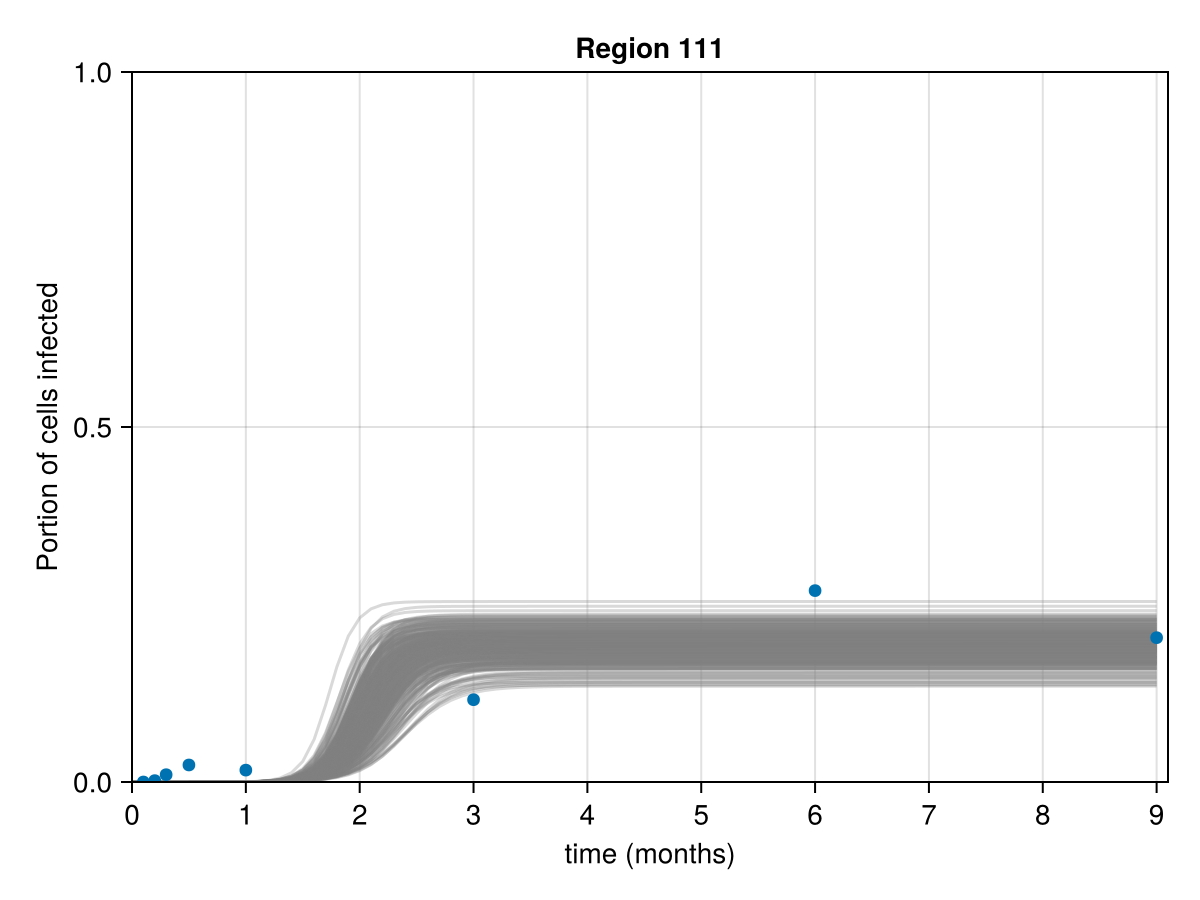 Region 111
1.0
0.5
0.0
Portion of cells infected
0 1 2 3 4 5 6 7 8 9
time (months)